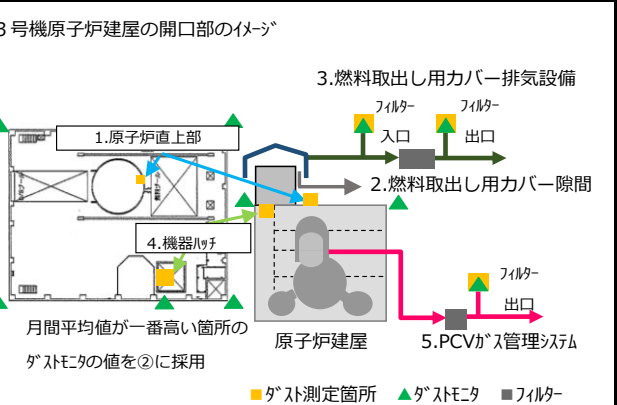 3号機原子炉建屋の開口部のイメージ
3.燃料取出し用カバー排気設備
フィルター
入口
フィルター
出口
1.原子炉直上部
2.燃料取出し用カバー隙間
4.機器ハッチ
フィルター
出口
月間平均値が一番高い箇所の
ダストモニタの値を②に採用
原子炉建屋
5.PCVガス管理システム
ダスト測定箇所
ダストモニタ
フィルター